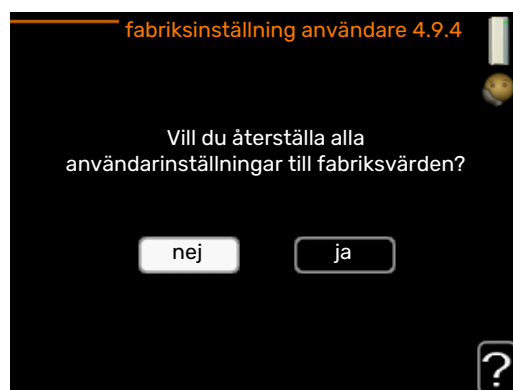 fabriksinställning användare 4.9.4
Vill du återställa alla
användarinställningar till fabriksvärden?
nej
ja
?